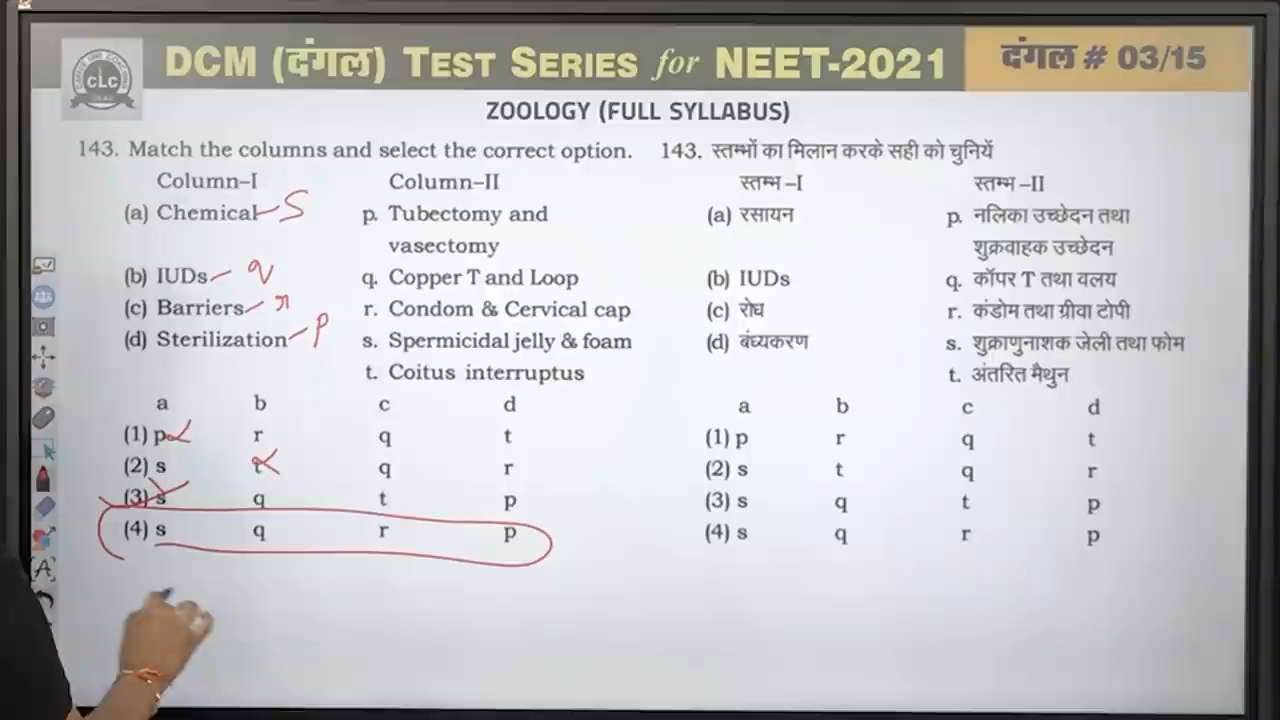 DCM (दंगल) TEST SERIES for NEET-2021
दंगल # 03/15
CLC
ZOOLOGY (FULL SYLLABUS)
143. Match the columns and select the correct option.
Column-I Column-II
(a) Chemical S p. Tubectomy and
vasectomy
(b) IUDs q q. Copper T and Loop
(c) Barriers r r. Condom & Cervical cap
(d) Sterilization p s. Spermicidal jelly & foam
t. Coitus interruptus
a b c d
(1) p r q t
(2) s t q r
(3) s q t p
(4) s q r p
143. स्तम्भों का मिलान करके सही को चुनियें
स्तम्भ -I स्तम्भ -II
(a) रसायन p. नलिका उच्छेदन तथा
शुक्रवाहक उच्छेदन
(b) IUDs q. कॉपर T तथा वलय
(c) रोध r. कंडोम तथा ग्रीवा टोपी
(d) बंध्यकरण s. शुक्राणुनाशक जेली तथा फोम
t. अंतरित मैथुन
a b c d
(1) p r q t
(2) s t q r
(3) s q t p
(4) s q r p